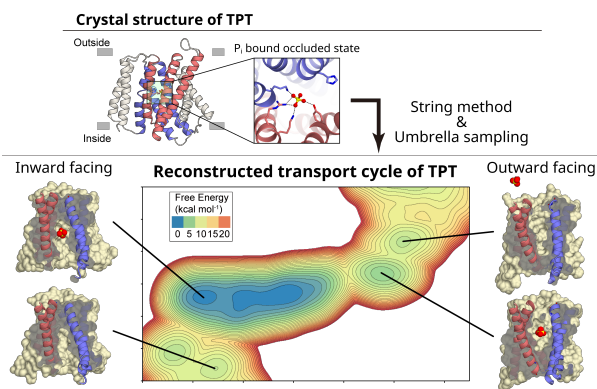 Crystal structure of TPT
Outside
Pi bound occluded state
Inside
String method
&
Umbrella sampling
Inward facing
Reconstructed transport cycle of TPT
Outward facing
Free Energy
(kcal mol-1)
0 5 10 15 20